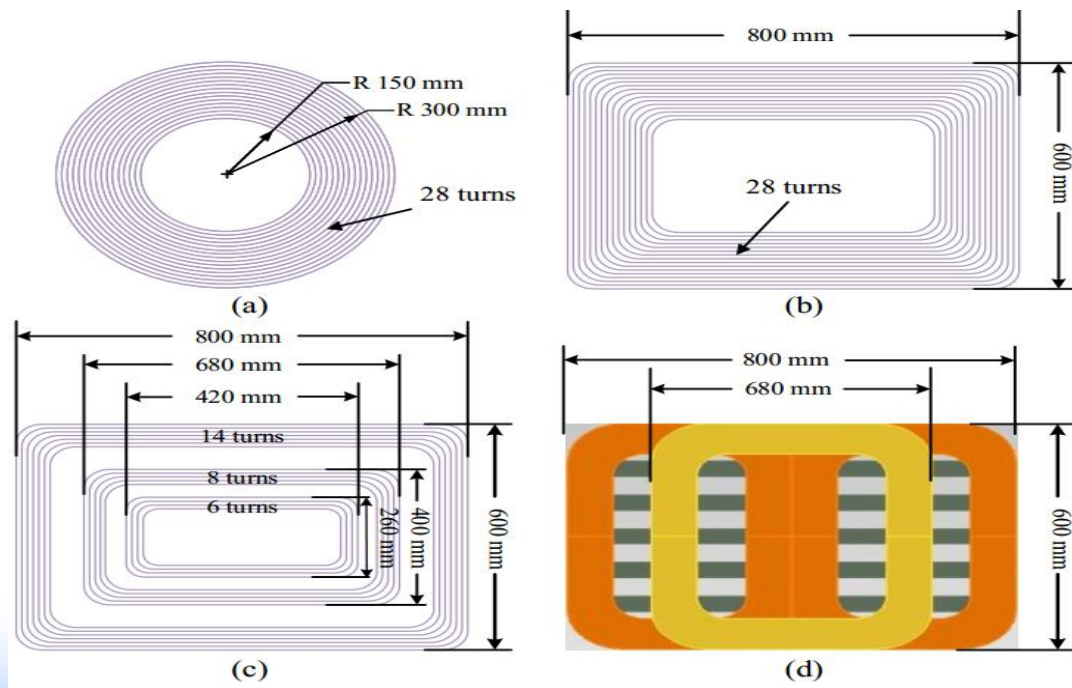 R 150 mm
R 300 mm
28 turns
(a)
800 mm
600 mm
28 turns
(b)
800 mm
680 mm
420 mm
14 turns
8 turns
6 turns
260 mm
400 mm
600 mm
(c)
800 mm
680 mm
600 mm
(d)